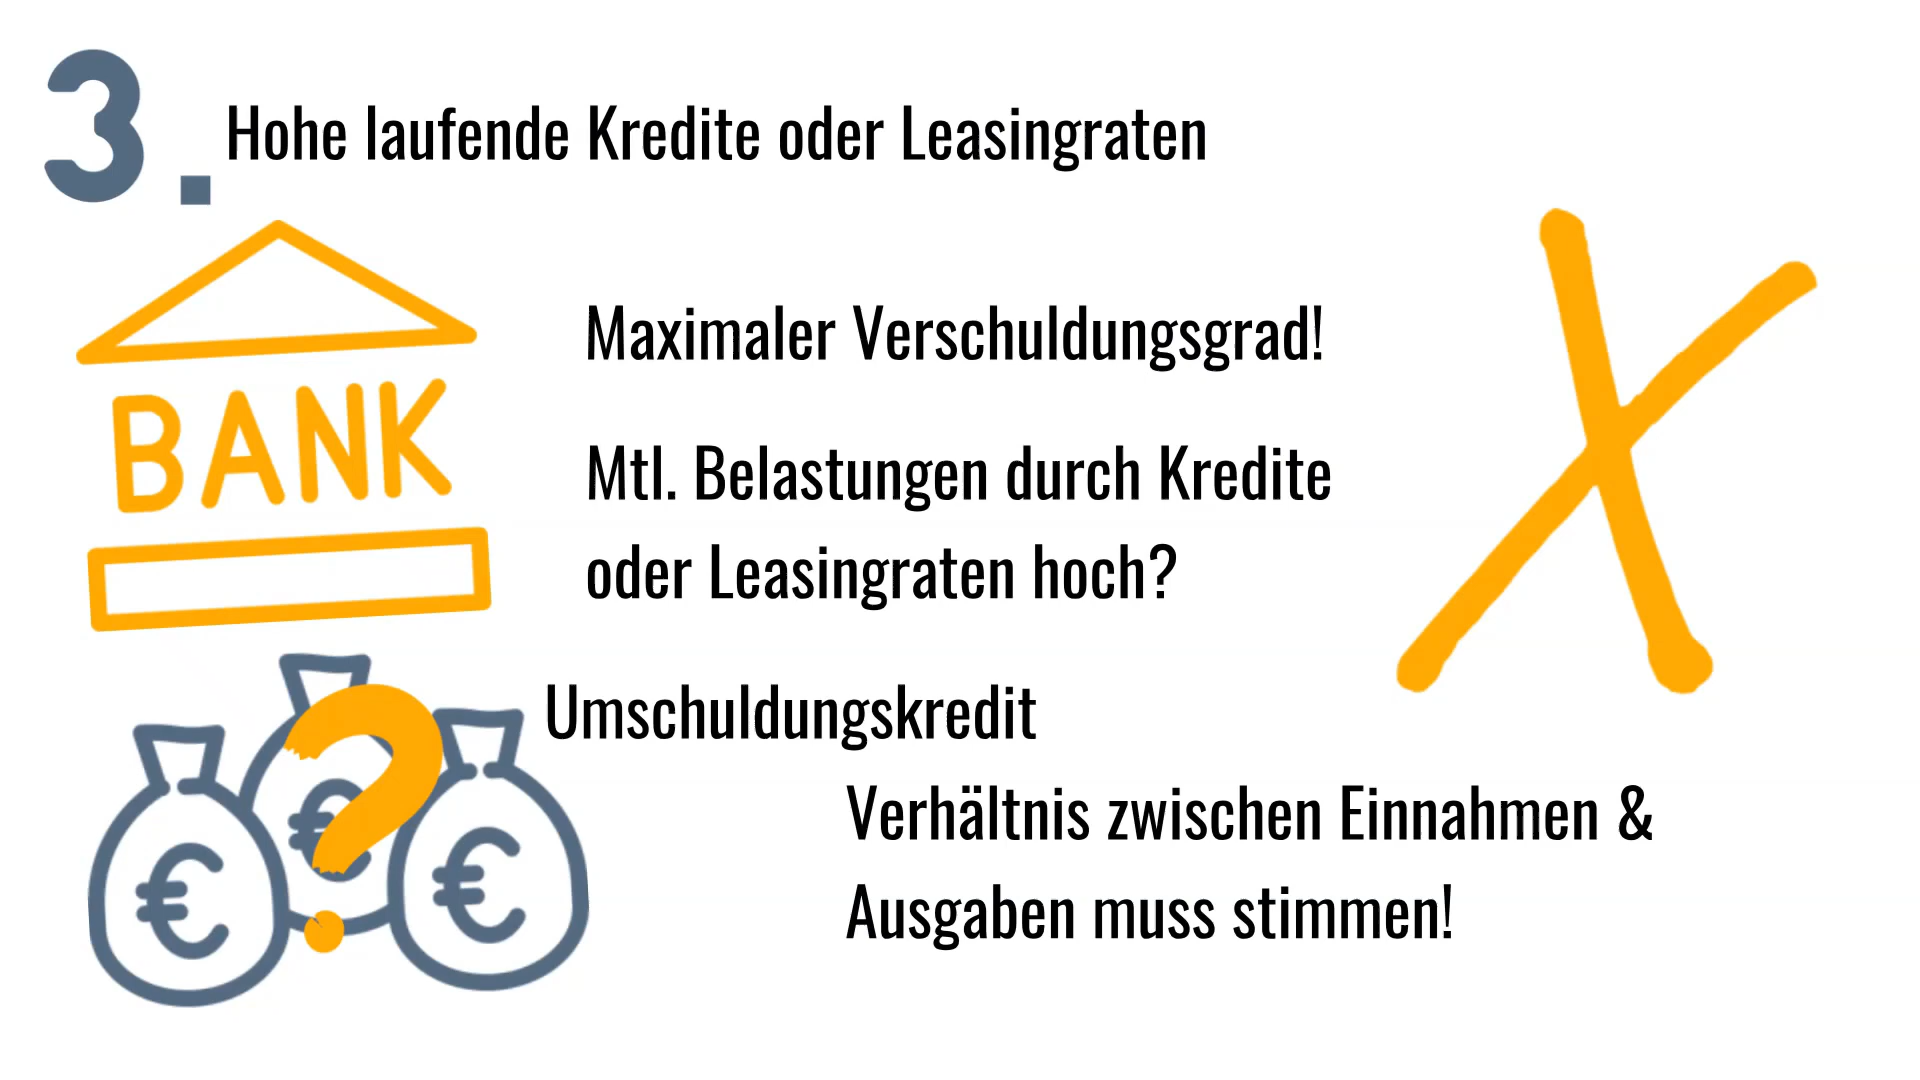 3. Hohe laufende Kredite oder Leasingraten
BANK
Maximaler Verschuldungsgrad!
Mtl. Belastungen durch Kredite
oder Leasingraten hoch?
Umschuldungskredit
€ € € ?
Verhältnis zwischen Einnahmen &
Ausgaben muss stimmen!